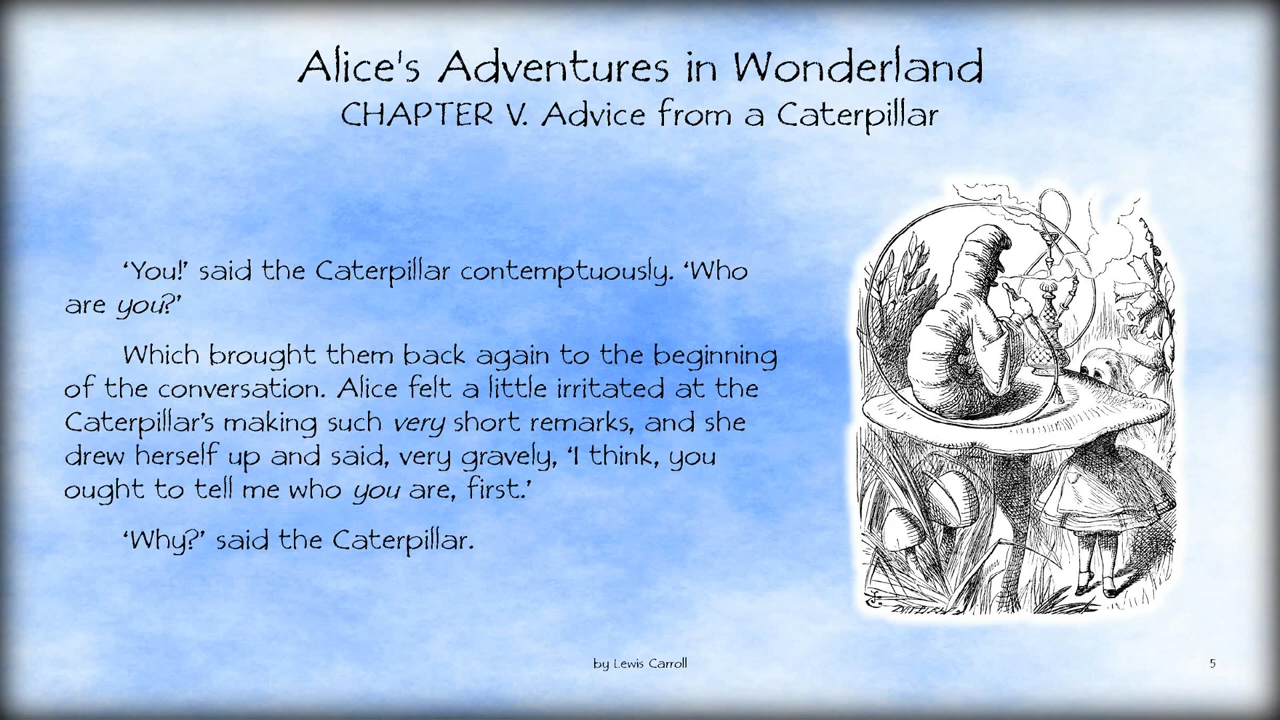 Alice's Adventures in Wonderland
CHAPTER V. Advice from a Caterpillar
‘You!’ said the Caterpillar contemptuously. ‘Who
are you?’
Which brought them back again to the beginning
of the conversation. Alice felt a little irritated at the
Caterpillar’s making such very short remarks, and she
drew herself up and said, very gravely, ‘I think, you
ought to tell me who you are, first.’
‘Why?’ said the Caterpillar.
by Lewis Carroll
5